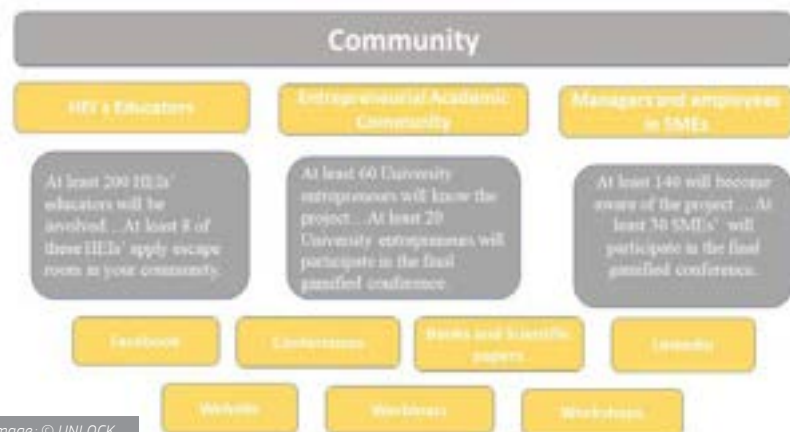 Community
HEI's Educators
Entrepreneurial Academic
Community
Managers and employees
in SMEs
At least 200 HEIs'
educators will be
involved... At least 8 of
these HEIs' apply escape
room in your community.
At least 60 University
entrepreneurs will know the
project... At least 20
University entrepreneurs will
participate in the final
gamified conference.
At least 140 will become
aware of the project ... At
least 30 SMEs' will
participate in the final
gamified conference.
Facebook
Conferences
Books and Scientific
papers
Linkedin
Website
Webinars
Workshops
Image: © UNLOCK